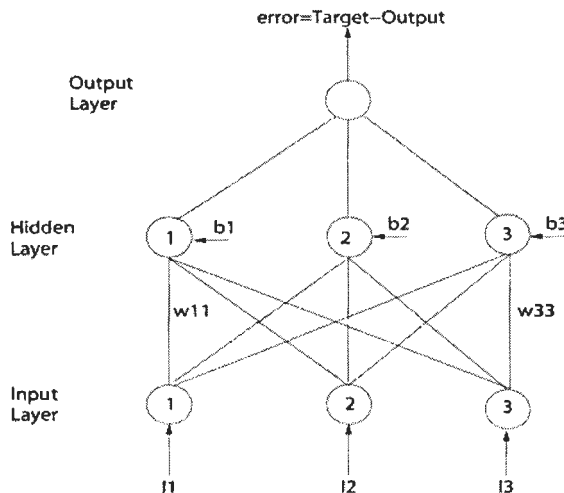 error=Target-Output
Output
Layer
Hidden
Layer
1
b1
2
b2
3
b3
w11
w33
Input
Layer
1
2
3
I1
I2
I3